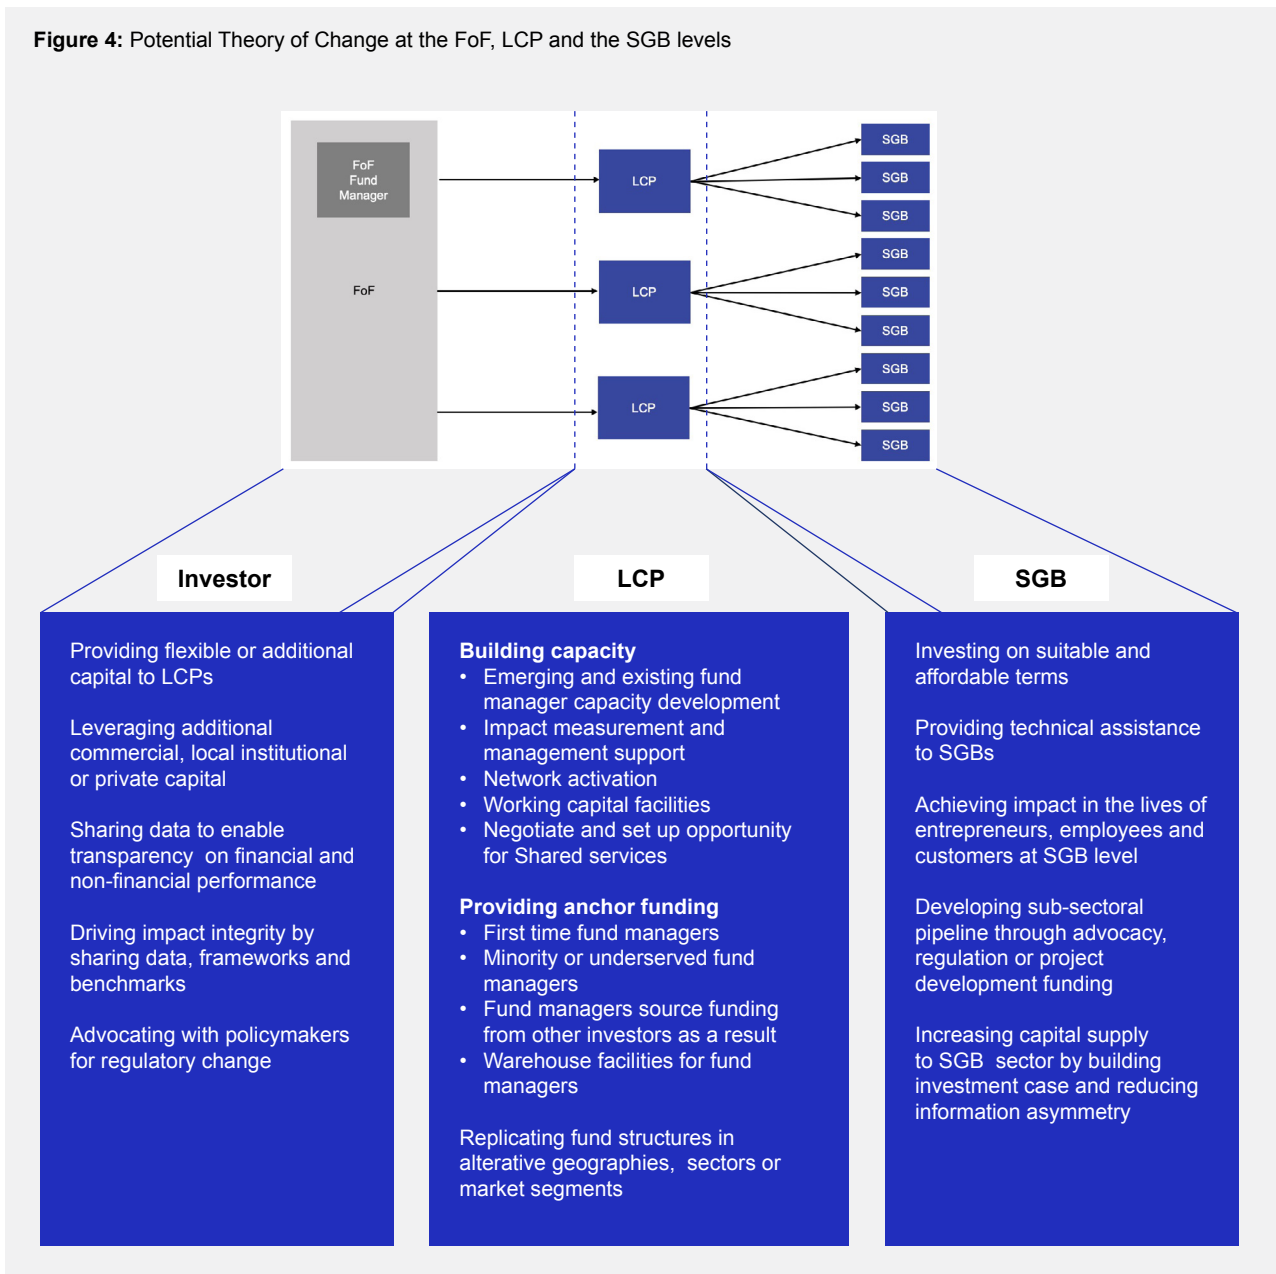 Figure 4: Potential Theory of Change at the FoF, LCP and the SGB levels
FoF
Fund
Manager
FoF
LCP
LCP
LCP
SGB
SGB
SGB
SGB
SGB
SGB
SGB
SGB
SGB
Investor
Providing flexible or additional
capital to LCPs
Leveraging additional
commercial, local institutional
or private capital
Sharing data to enable
transparency on financial and
non-financial performance
Driving impact integrity by
sharing data, frameworks and
benchmarks
Advocating with policymakers
for regulatory change
LCP
Building capacity
• Emerging and existing fund
manager capacity development
• Impact measurement and
management support
• Network activation
• Working capital facilities
• Negotiate and set up opportunity
for Shared services
Providing anchor funding
• First time fund managers
• Minority or underserved fund
managers
• Fund managers source funding
from other investors as a result
• Warehouse facilities for fund
managers
Replicating fund structures in
alterative geographies, sectors or
market segments
SGB
Investing on suitable and
affordable terms
Providing technical assistance
to SGBs
Achieving impact in the lives of
entrepreneurs, employees and
customers at SGB level
Developing sub-sectoral
pipeline through advocacy,
regulation or project
development funding
Increasing capital supply
to SGB sector by building
investment case and reducing
information asymmetry